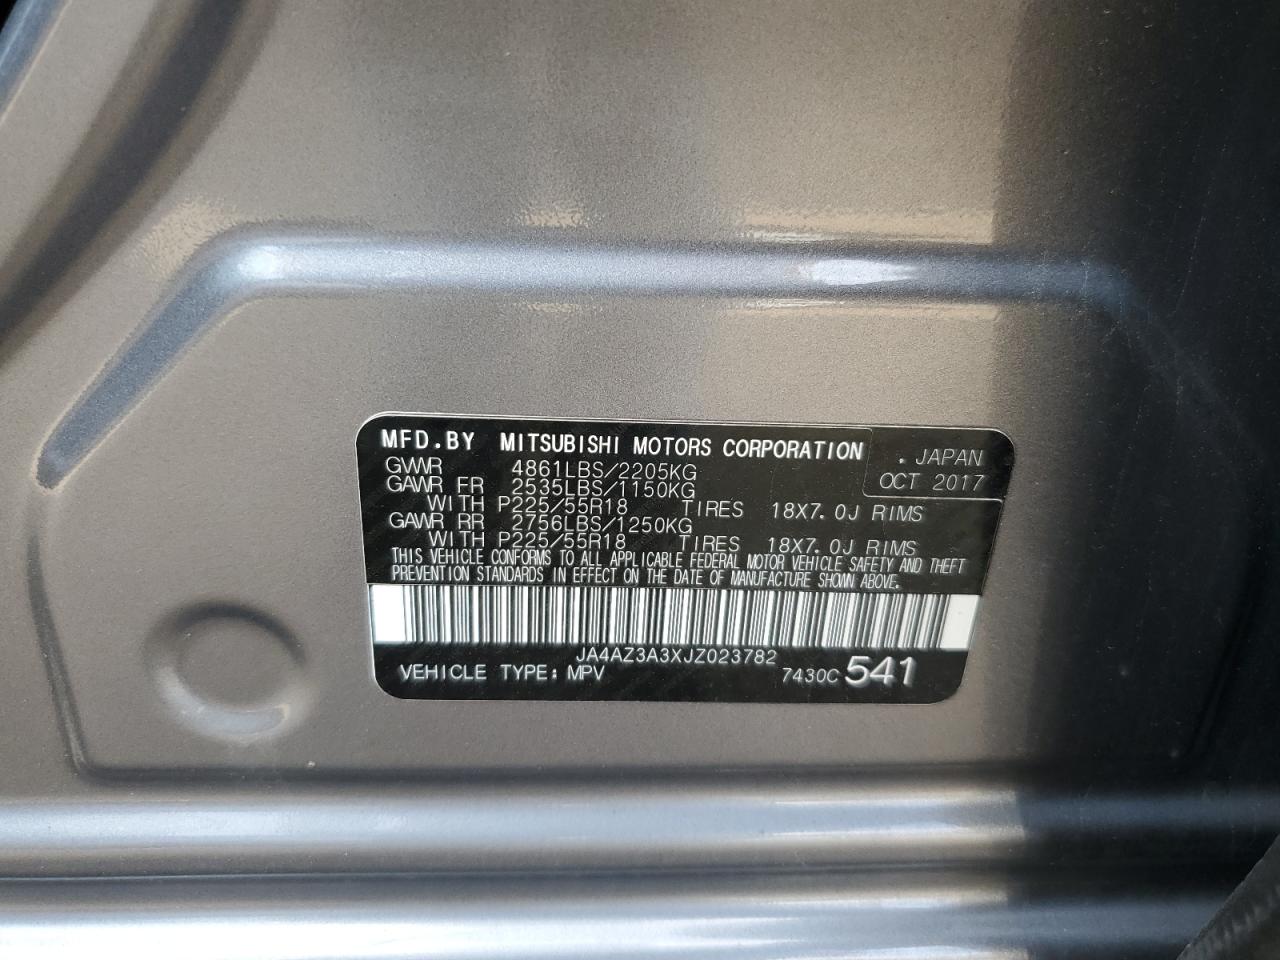 MFD.BY MITSUBISHI MOTORS CORPORATION
. JAPAN
OCT 2017
GVWR 4861LBS/2205KG
GAWR FR 2535LBS/1150KG
WITH P225/55R18 TIRES 18X7.0J RIMS
GAWR RR 2756LBS/1250KG
WITH P225/55R18 TIRES 18X7.0J RIMS
THIS VEHICLE CONFORMS TO ALL APPLICABLE FEDERAL MOTOR VEHICLE SAFETY AND THEFT
PREVENTION STANDARDS IN EFFECT ON THE DATE OF MANUFACTURE SHOWN ABOVE.
JA4AZ3A3XJZ023782
VEHICLE TYPE: MPV 7430C 541